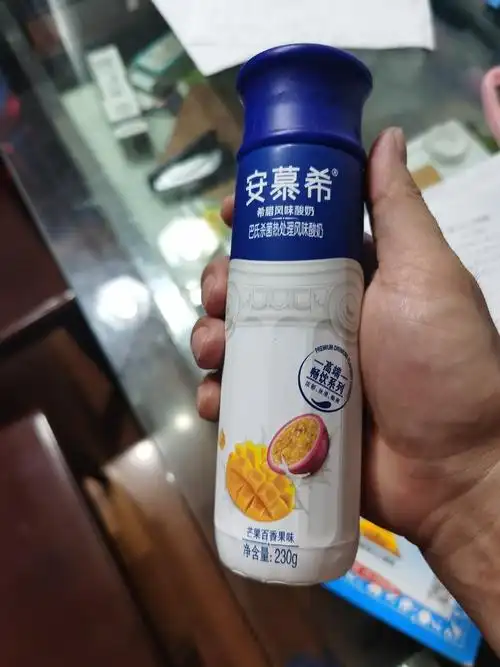 安慕希®
希腊风味酸奶
巴氏杀菌热处理风味酸奶
高端
畅饮系列
芒果百香果味
净含量:230g